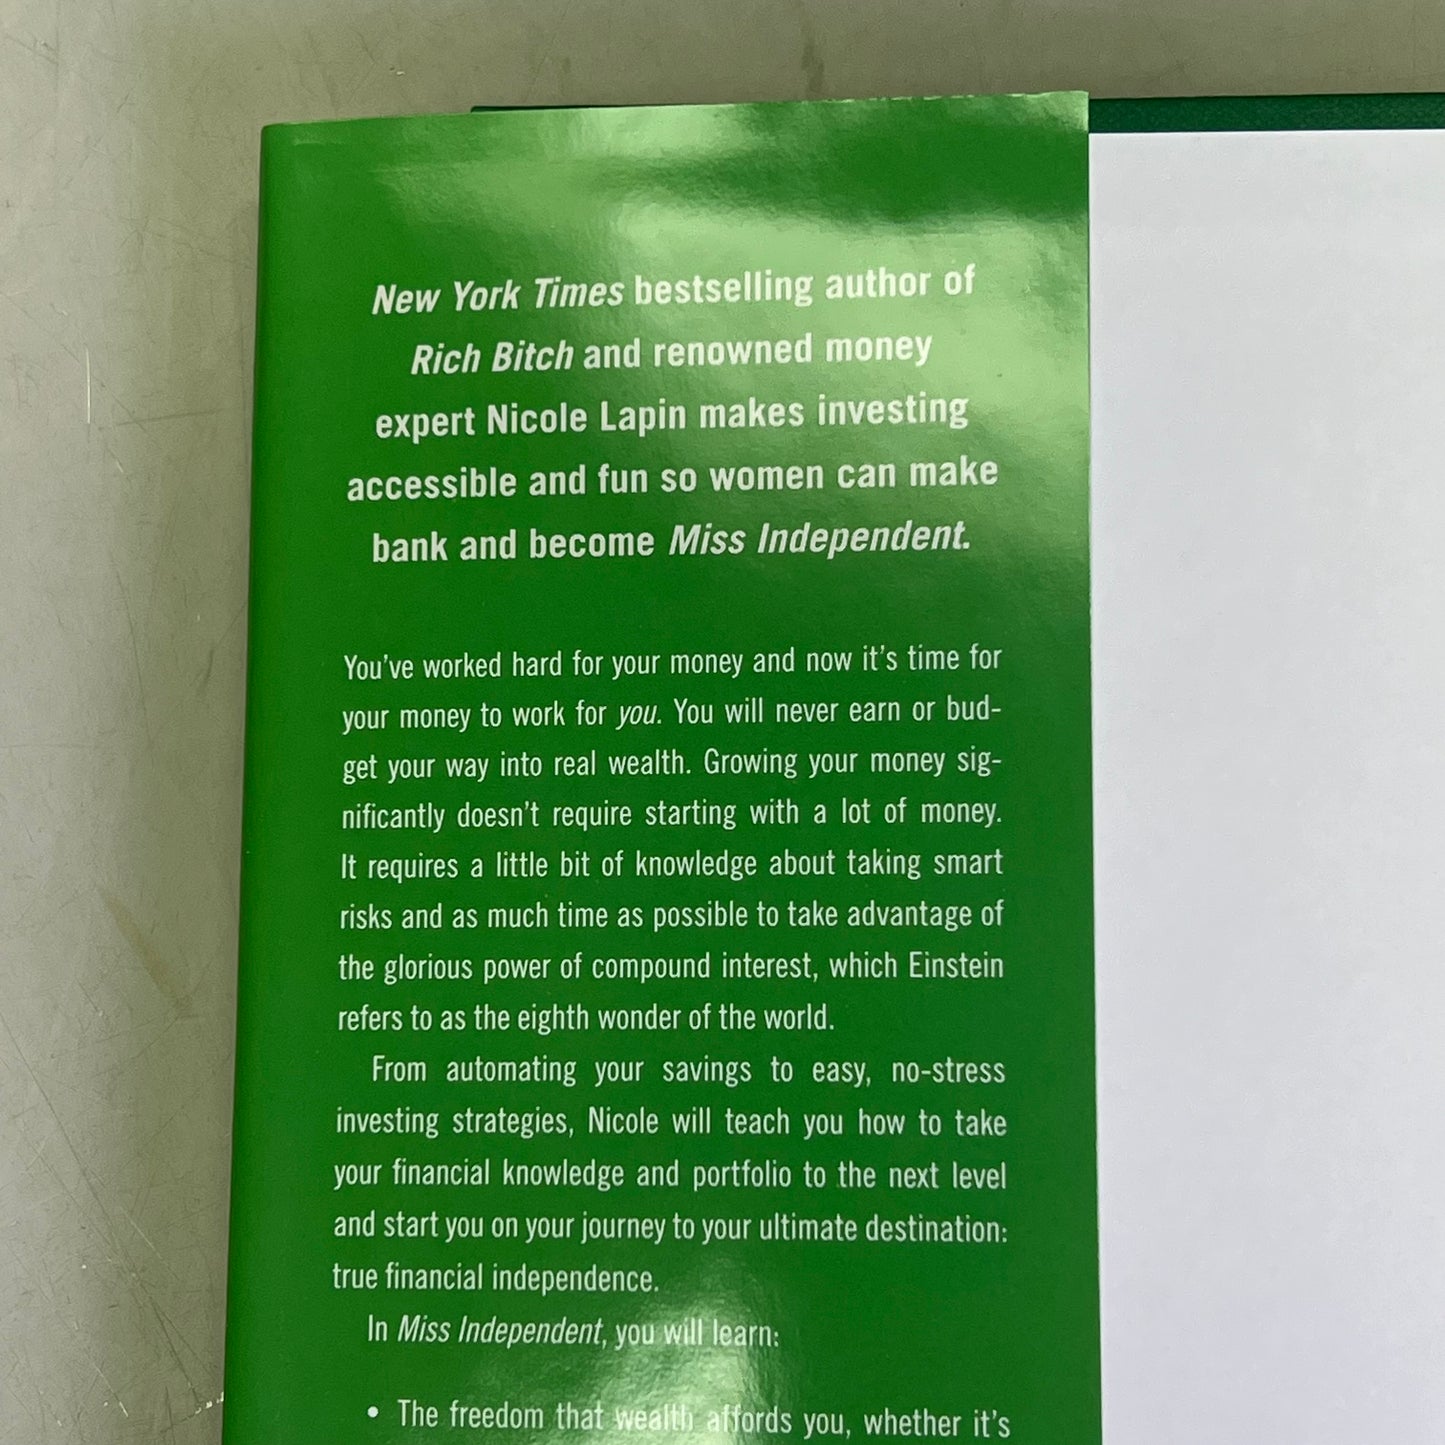 New York Times bestselling author of
Rich Bitch and renowned money
expert Nicole Lapin makes investing
accessible and fun so women can make
bank and become Miss Independent.
You've worked hard for your money and now it's time for
your money to work for you. You will never earn or bud-
get your way into real wealth. Growing your money sig-
nificantly doesn't require starting with a lot of money.
It requires a little bit of knowledge about taking smart
risks and as much time as possible to take advantage of
the glorious power of compound interest, which Einstein
refers to as the eighth wonder of the world.
From automating your savings to easy, no-stress
investing strategies, Nicole will teach you how to take
your financial knowledge and portfolio to the next level
and start you on your journey to your ultimate destination:
true financial independence.
In Miss Independent, you will learn:
• The freedom that wealth affords you, whether it's